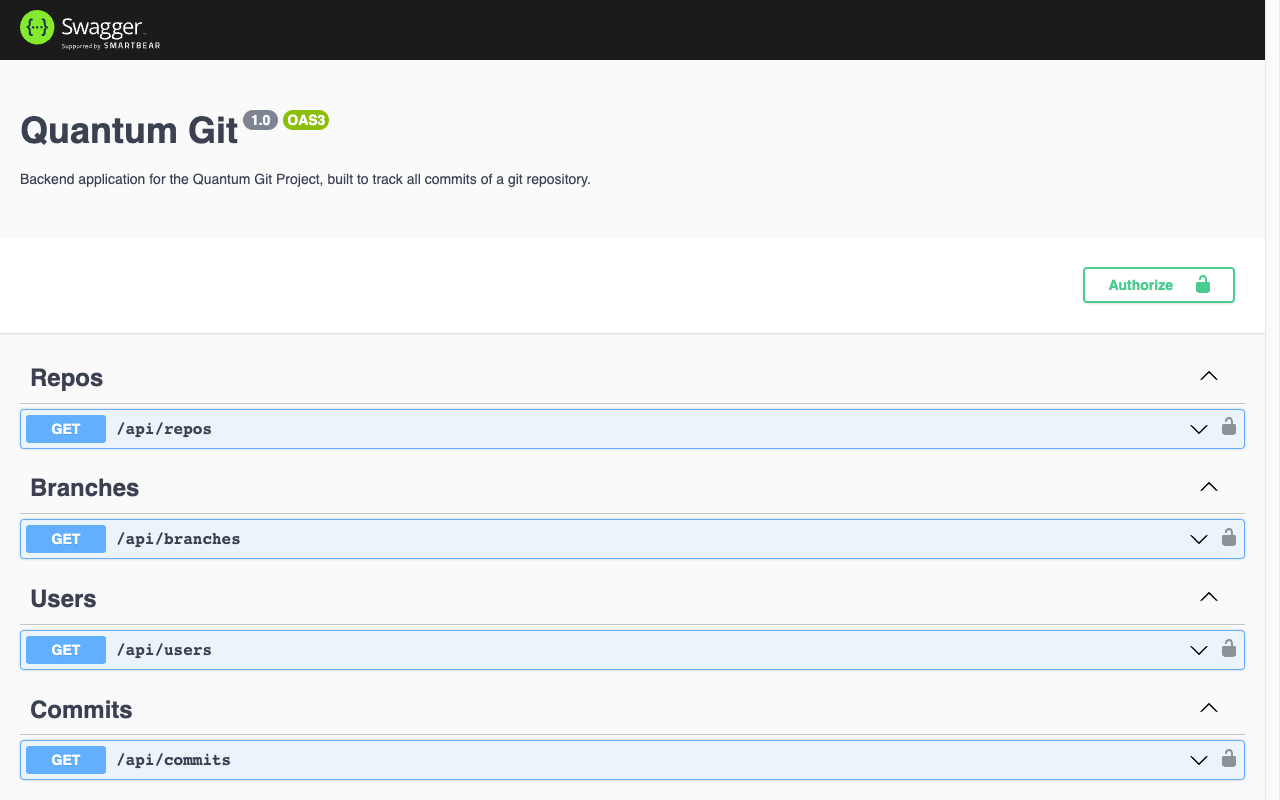 {···} Swagger
Supported by SMARTBEAR
Quantum Git 1.0 OAS3
Backend application for the Quantum Git Project, built to track all commits of a git repository.
Authorize
Repos
GET /api/repos
Branches
GET /api/branches
Users
GET /api/users
Commits
GET /api/commits